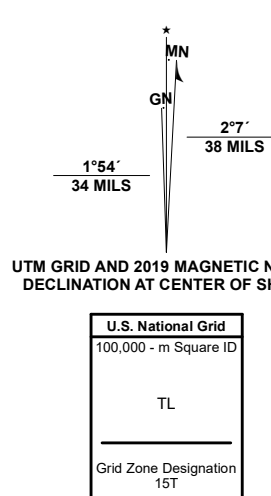 ★
MN
GN
2°7´
38 MILS
1°54´
34 MILS
UTM GRID AND 2019 MAGNETIC N
DECLINATION AT CENTER OF SH
U.S. National Grid
100,000 - m Square ID
TL
Grid Zone Designation
15T